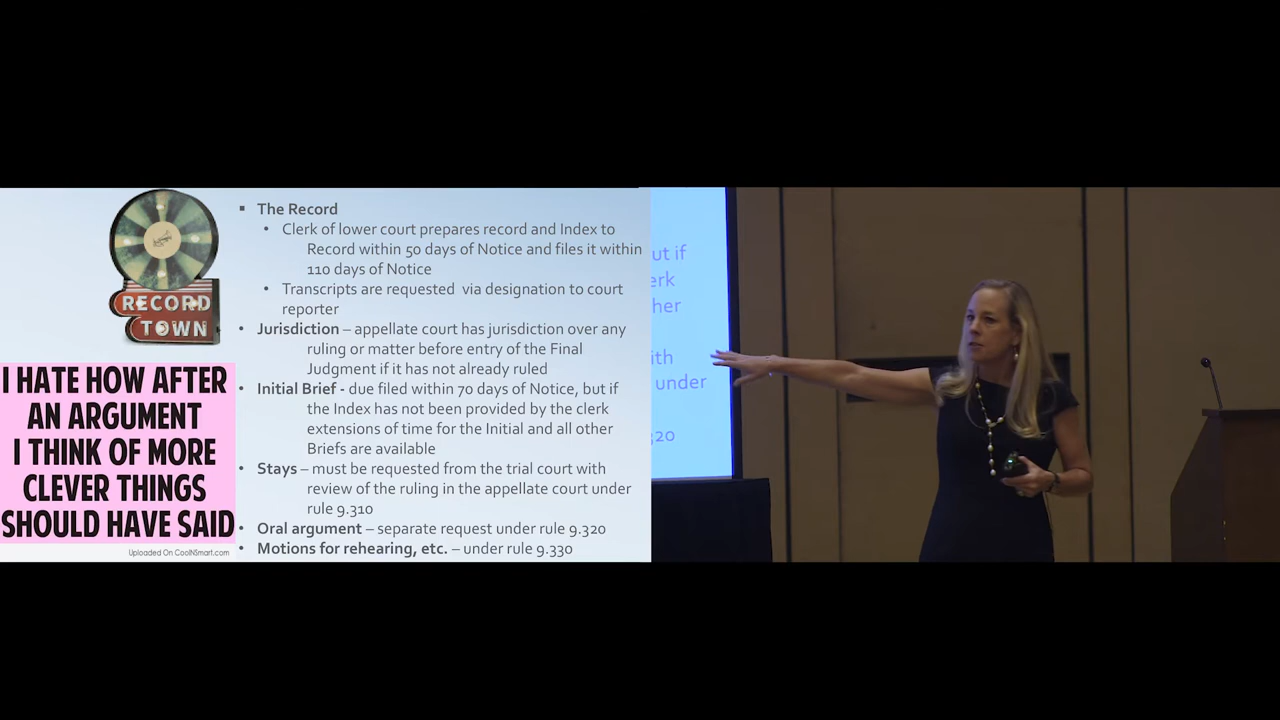 RECORD
TOWN
I HATE HOW AFTER
AN ARGUMENT
I THINK OF MORE
CLEVER THINGS
SHOULD HAVE SAID
Uploaded On CoolNSmart.com
▪ The Record
• Clerk of lower court prepares record and Index to
Record within 50 days of Notice and files it within
110 days of Notice
• Transcripts are requested via designation to court
reporter
• Jurisdiction – appellate court has jurisdiction over any
ruling or matter before entry of the Final
Judgment if it has not already ruled
• Initial Brief - due filed within 70 days of Notice, but if
the Index has not been provided by the clerk
extensions of time for the Initial and all other
Briefs are available
• Stays – must be requested from the trial court with
review of the ruling in the appellate court under
rule 9.310
• Oral argument – separate request under rule 9.320
• Motions for rehearing, etc. – under rule 9.330
ut if
erk
her
ith
under
320